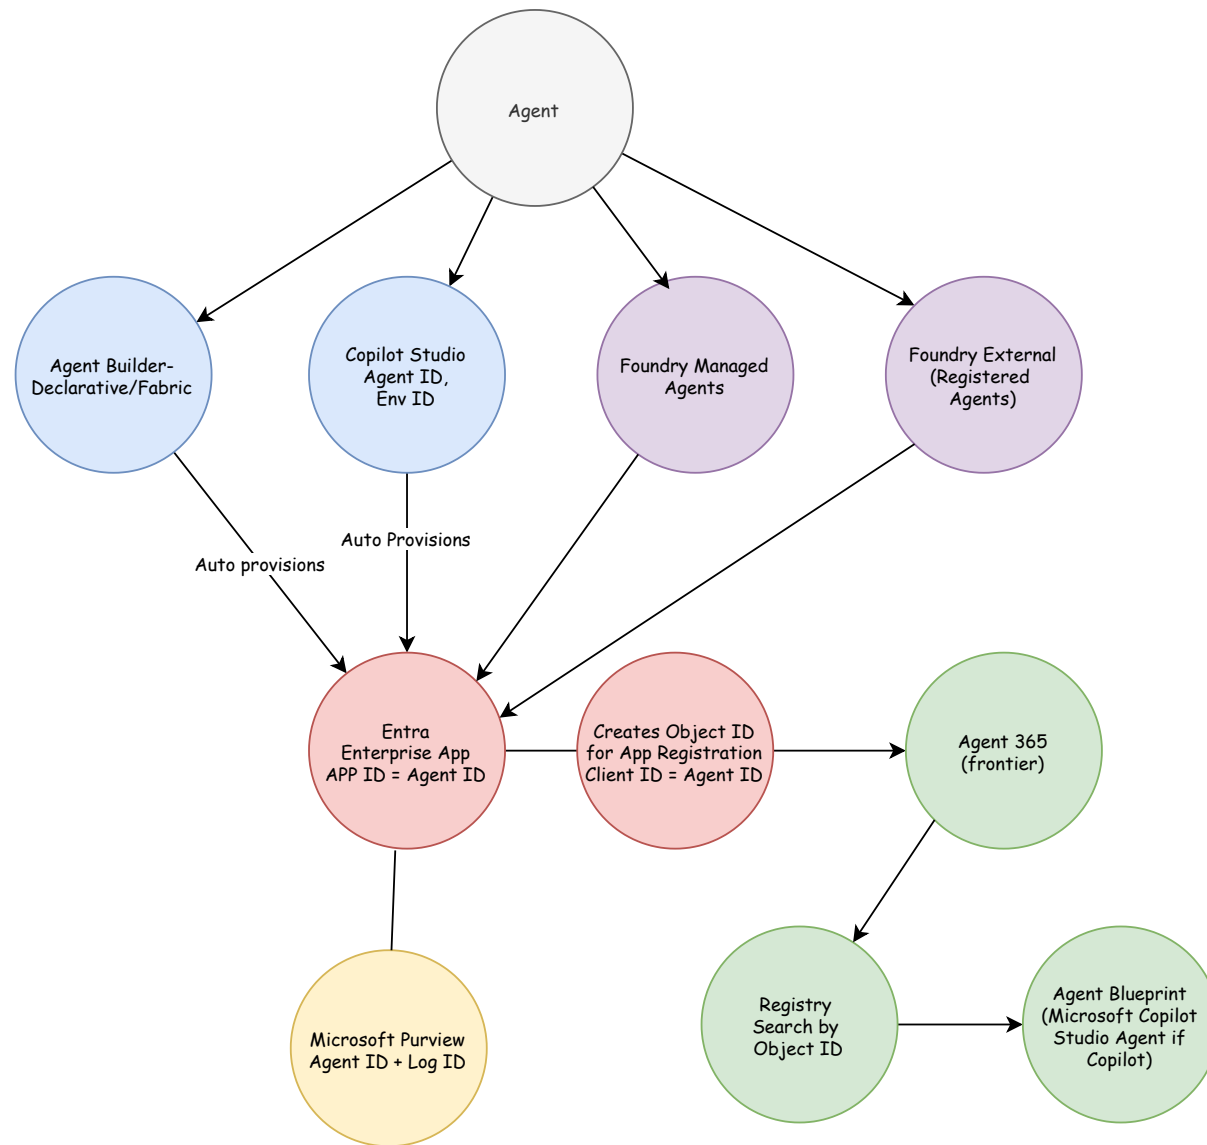 Agent
Agent Builder-
Declarative/Fabric
Copilot Studio
Agent ID,
Env ID
Foundry Managed
Agents
Foundry External
(Registered
Agents)
Auto provisions
Auto Provisions
Entra
Enterprise App
APP ID = Agent ID
Creates Object ID
for App Registration
Client ID = Agent ID
Agent 365
(frontier)
Microsoft Purview
Agent ID + Log ID
Registry
Search by
Object ID
Agent Blueprint
(Microsoft Copilot
Studio Agent if
Copilot)